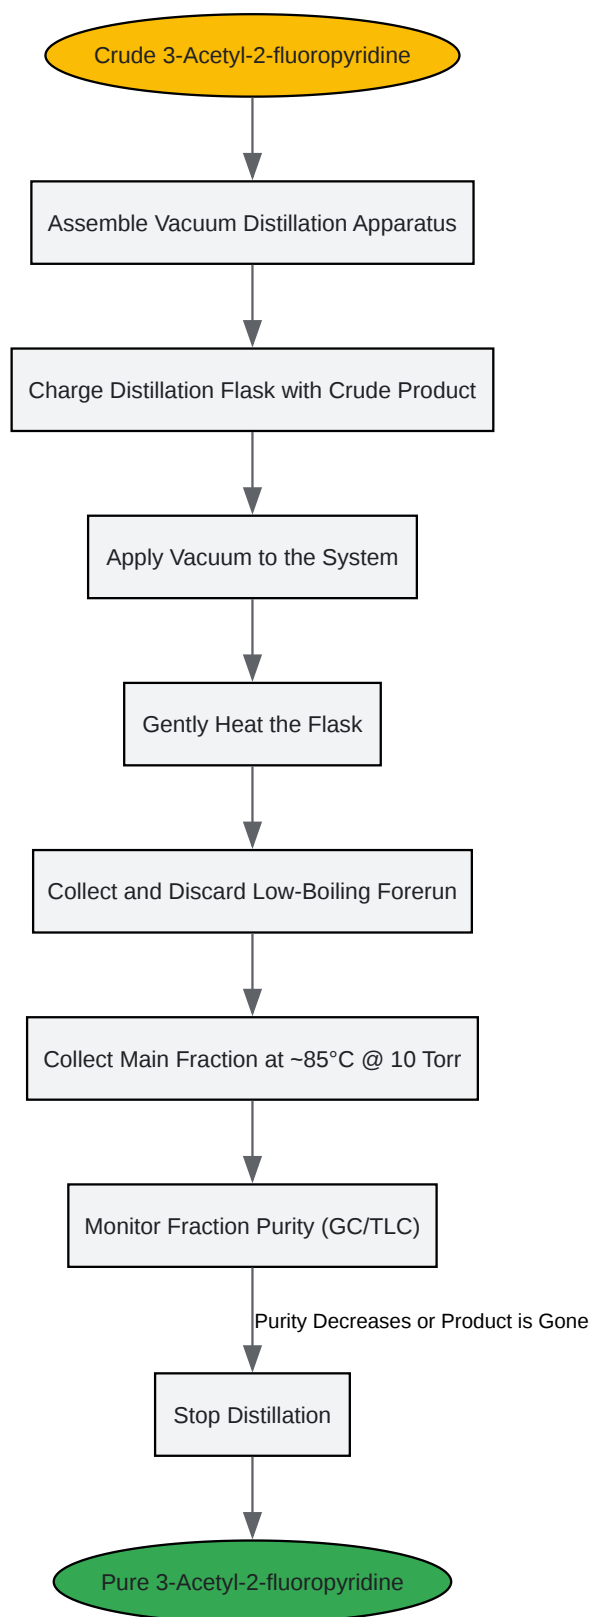 Crude 3-Acetyl-2-fluoropyridine
Assemble Vacuum Distillation Apparatus
Charge Distillation Flask with Crude Product
Apply Vacuum to the System
Gently Heat the Flask
Collect and Discard Low-Boiling Forerun
Collect Main Fraction at ~85°C @ 10 Torr
Monitor Fraction Purity (GC/TLC)
Purity Decreases or Product is Gone
Stop Distillation
Pure 3-Acetyl-2-fluoropyridine